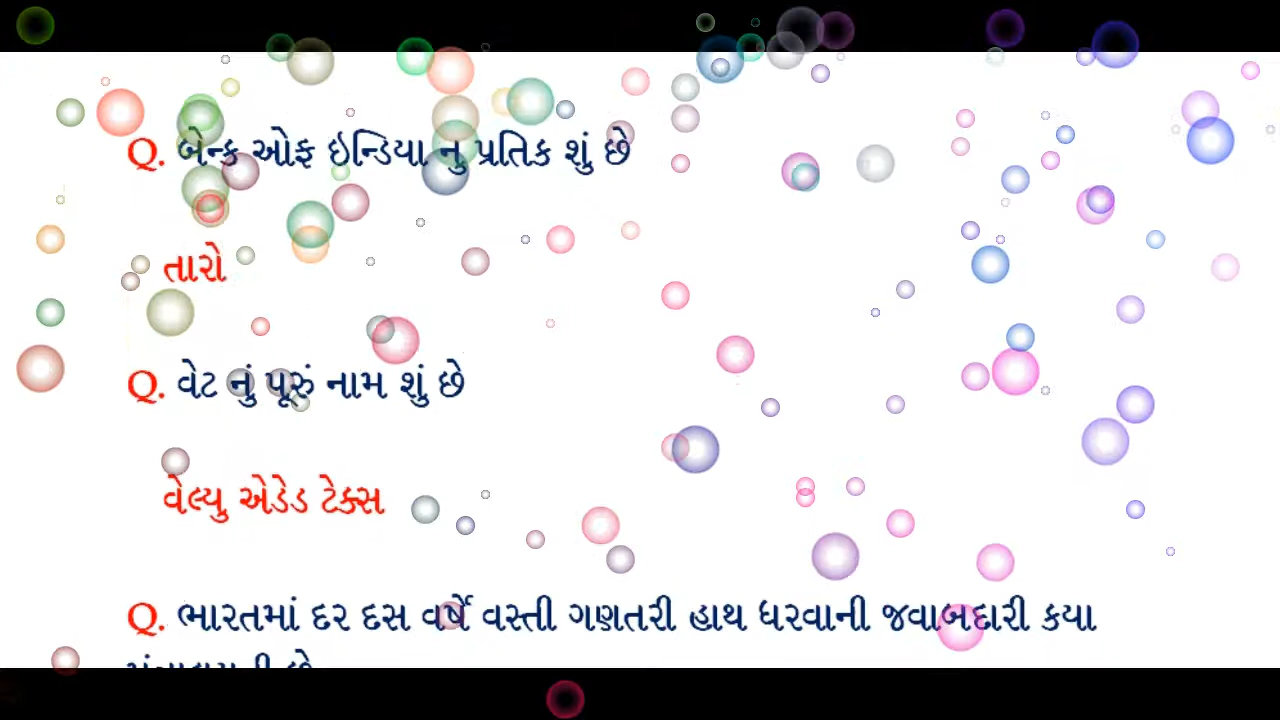 Q. બેન્ક ઓફ ઇન્ડિયા નુ પ્રતિક શું છે
તારો
Q. વેટ નું પૂરું નામ શું છે
વેલ્યુ એડેડ ટેક્સ
Q. ભારતમાં દર દસ વર્ષે વસ્તી ગણતરી હાથ ધરવાની જવાબદારી કયા